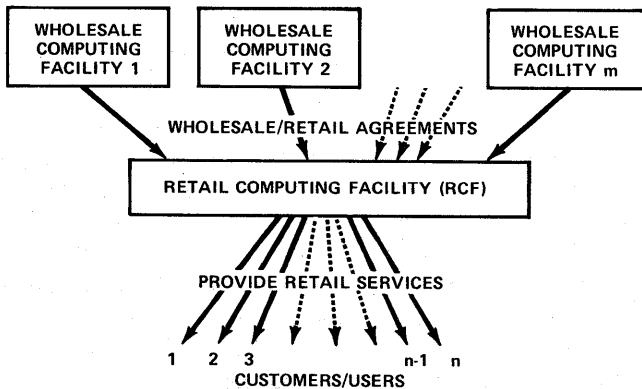 WHOLESALE
COMPUTING
FACILITY 1
WHOLESALE
COMPUTING
FACILITY 2
WHOLESALE
COMPUTING
FACILITY m
WHOLESALE/RETAIL AGREEMENTS
RETAIL COMPUTING FACILITY (RCF)
PROVIDE RETAIL SERVICES
1 2 3 n-1 n
CUSTOMERS/USERS